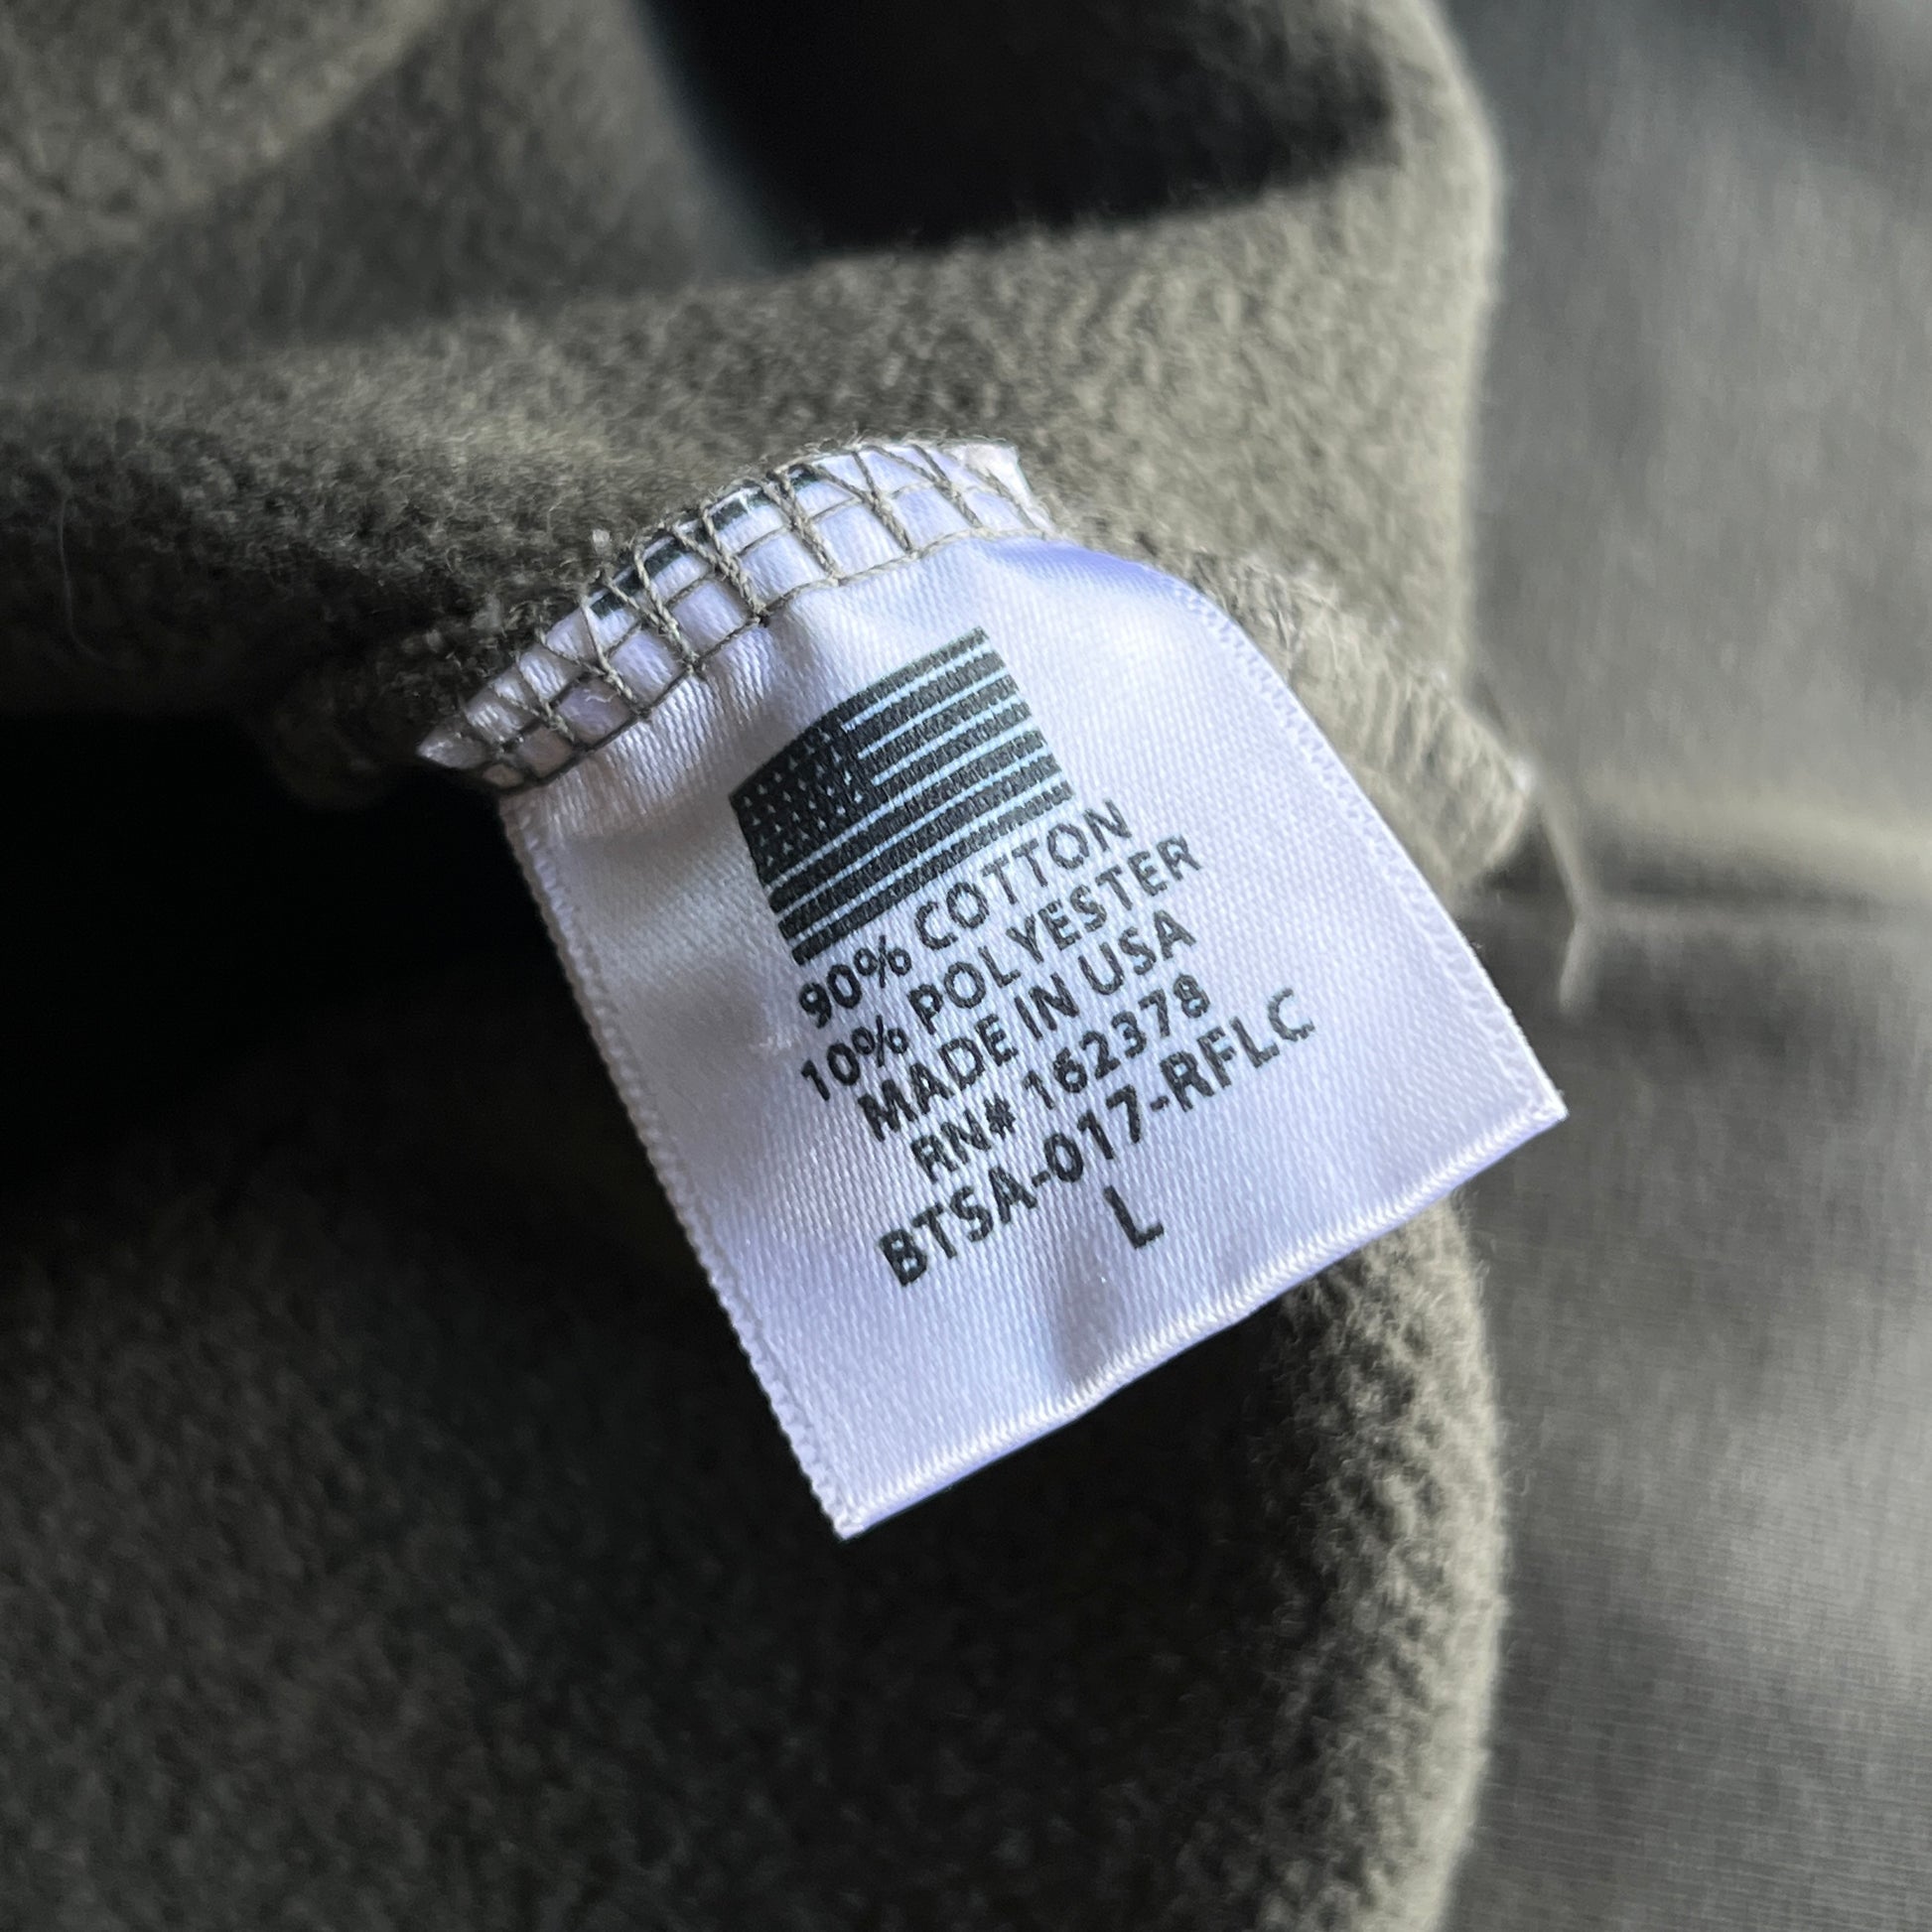 90% COTTON
10% POLYESTER
MADE IN USA
RN# 162378
BTSA-017-RFLC
L